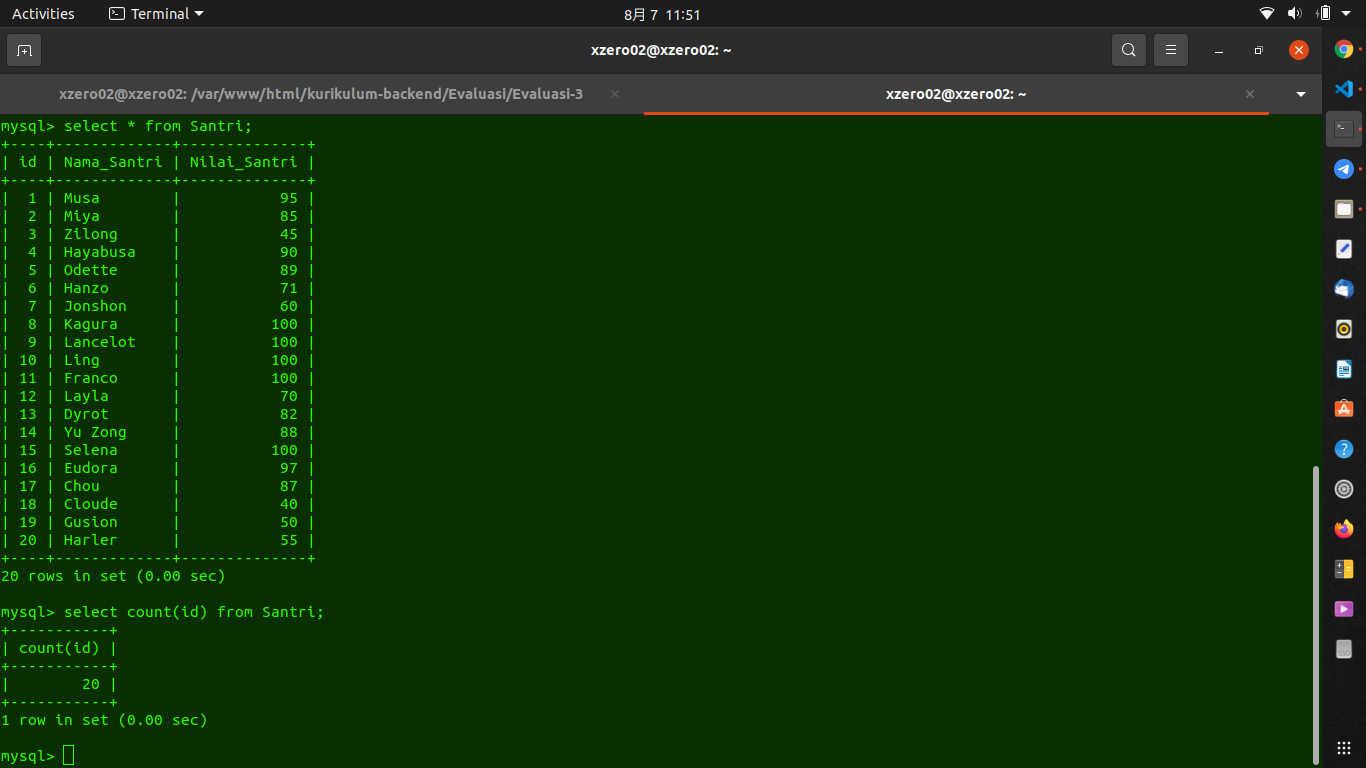 Activities Terminal 8月 7 11:51
xzero02@xzero02: ~
xzero02@xzero02: /var/www/html/kurikulum-backend/Evaluasi/Evaluasi-3 xzero02@xzero02: ~
mysql> select * from Santri;
+----+-------------+--------------+
| id | Nama_Santri | Nilai_Santri |
+----+-------------+--------------+
|  1 | Musa        |           95 |
|  2 | Miya        |           85 |
|  3 | Zilong      |           45 |
|  4 | Hayabusa    |           90 |
|  5 | Odette      |           89 |
|  6 | Hanzo       |           71 |
|  7 | Jonshon     |           60 |
|  8 | Kagura      |          100 |
|  9 | Lancelot    |          100 |
| 10 | Ling        |          100 |
| 11 | Franco      |          100 |
| 12 | Layla       |           70 |
| 13 | Dyrot       |           82 |
| 14 | Yu Zong     |           88 |
| 15 | Selena      |          100 |
| 16 | Eudora      |           97 |
| 17 | Chou        |           87 |
| 18 | Cloude      |           40 |
| 19 | Gusion      |           50 |
| 20 | Harler      |           55 |
+----+-------------+--------------+
20 rows in set (0.00 sec)
mysql> select count(id) from Santri;
+-----------+
| count(id) |
+-----------+
|        20 |
+-----------+
1 row in set (0.00 sec)
mysql>